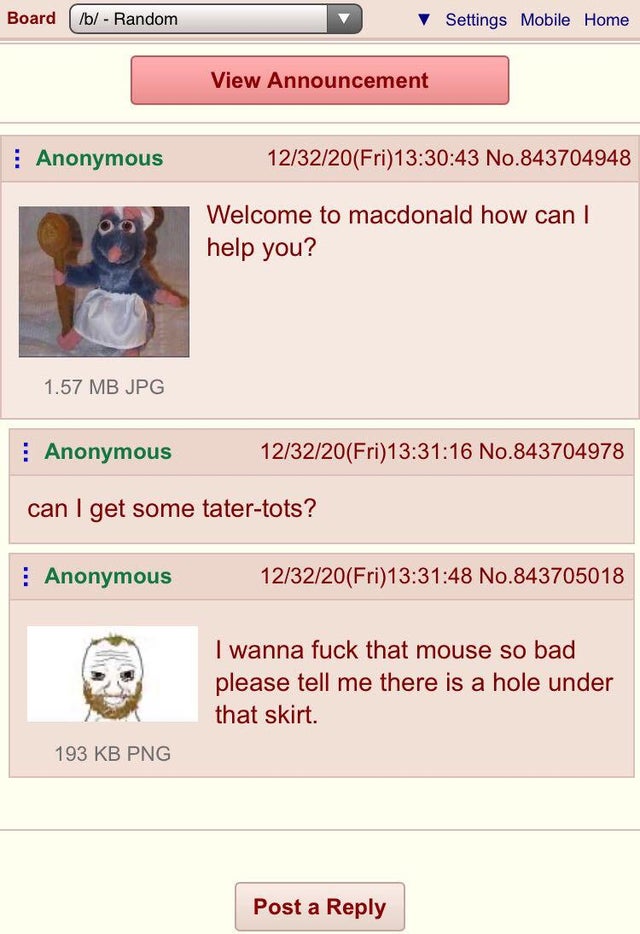 Board /b/ - Random ▼ ▼ Settings Mobile Home
View Announcement
Anonymous 12/32/20(Fri)13:30:43 No.843704948
Welcome to macdonald how can I
help you?
1.57 MB JPG
Anonymous 12/32/20(Fri)13:31:16 No.843704978
can I get some tater-tots?
Anonymous 12/32/20(Fri)13:31:48 No.843705018
I wanna fuck that mouse so bad
please tell me there is a hole under
that skirt.
193 KB PNG
Post a Reply